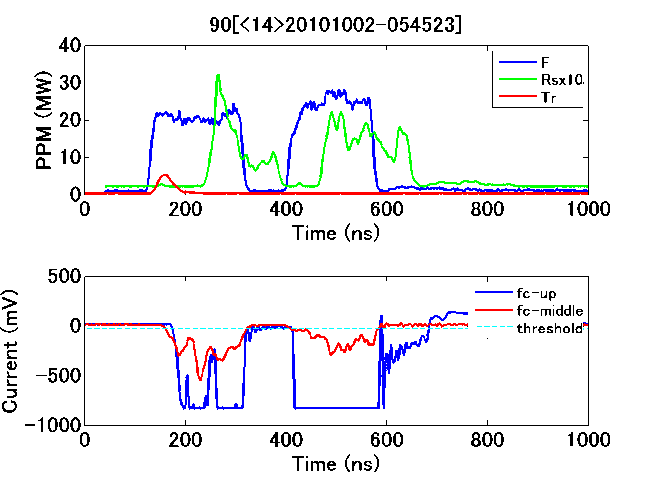 90[<14>20101002-054523]
PPM (MW)
40
30
20
10
0
F
Rsx10
Tr
0 200 400 600 800 1000
Time (ns)
Current (mV)
500
0
-500
-1000
fc-up
fc-middle
threshold
0 200 400 600 800 1000
Time (ns)